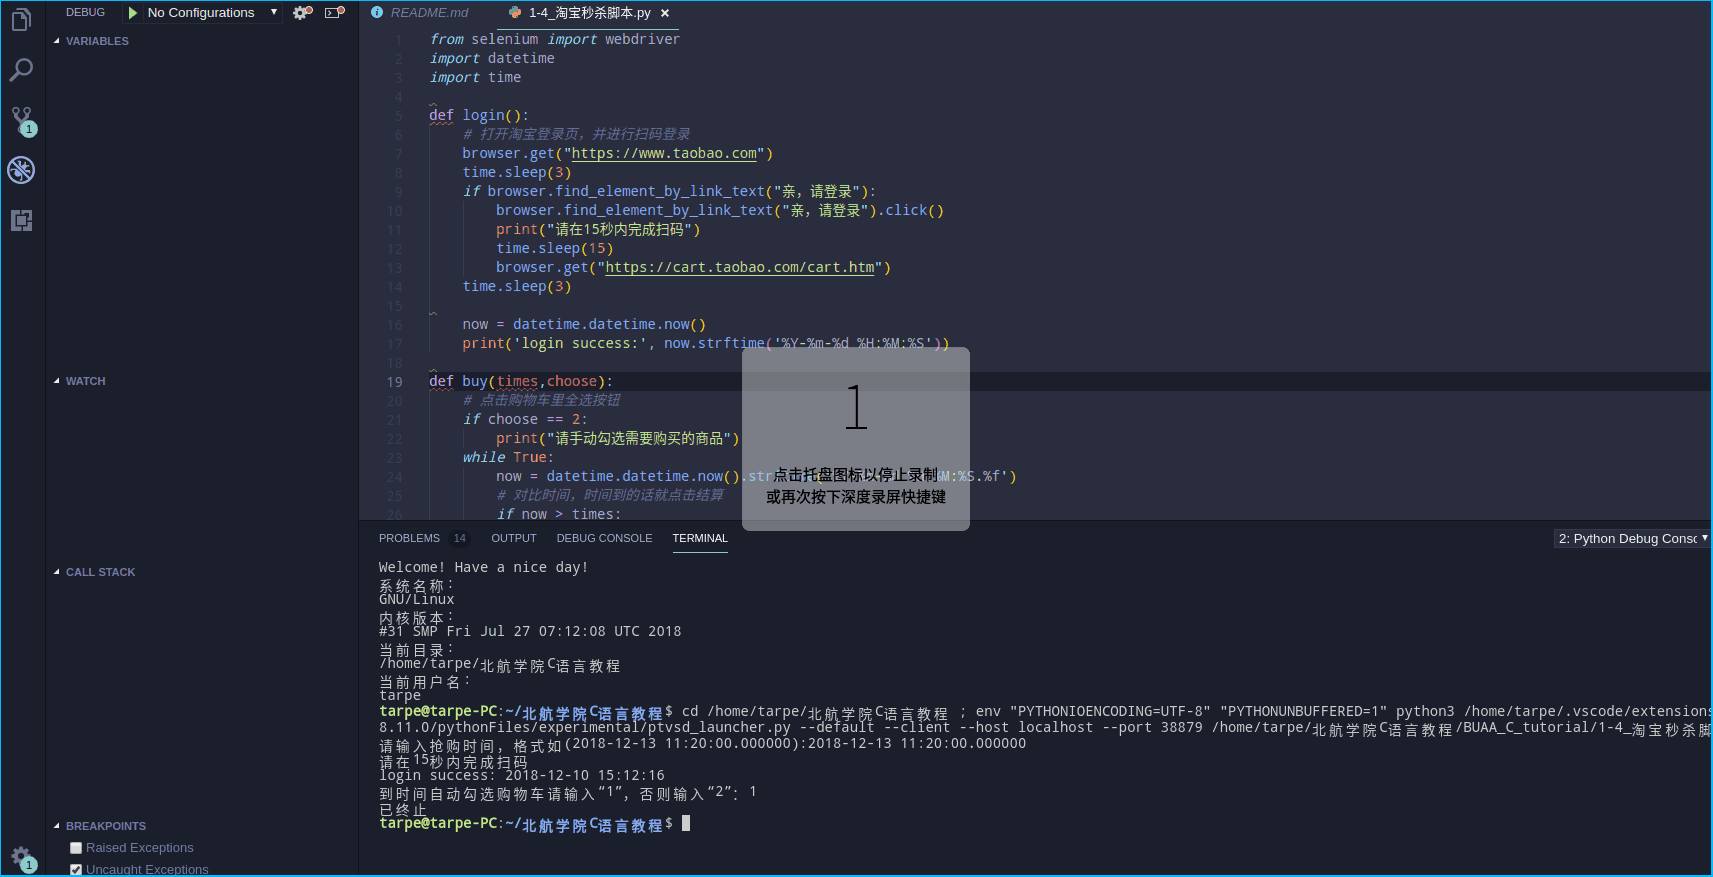 DEBUG
No Configurations
VARIABLES
WATCH
CALL STACK
BREAKPOINTS
Raised Exceptions
Uncaught Exceptions
1
1
README.md
1-4_淘宝秒杀脚本.py
1 from selenium import webdriver
2 import datetime
3 import time
4
5 def login():
6 # 打开淘宝登录页，并进行扫码登录
7 browser.get("https://www.taobao.com")
8 time.sleep(3)
9 if browser.find_element_by_link_text("亲，请登录"):
10 browser.find_element_by_link_text("亲，请登录").click()
11 print("请在15秒内完成扫码")
12 time.sleep(15)
13 browser.get("https://cart.taobao.com/cart.htm")
14 time.sleep(3)
15
16 now = datetime.datetime.now()
17 print('login success:', now.strftime('%Y-%m-%d %H:%M:%S'))
18
19 def buy(times,choose):
20 # 点击购物车里全选按钮
21 if choose == 2:
22 print("请手动勾选需要购买的商品")
23 while True:
24 now = datetime.datetime.now().str %M:%S.%f')
25 # 对比时间，时间到的话就点击结算
26 if now > times:
1
点击托盘图标以停止录制
或再次按下深度录屏快捷键
PROBLEMS 14 OUTPUT DEBUG CONSOLE TERMINAL
2: Python Debug Consc
Welcome! Have a nice day!
系统名称：
GNU/Linux
内核版本：
#31 SMP Fri Jul 27 07:12:08 UTC 2018
当前目录：
/home/tarpe/北航学院C语言教程
当前用户名：
tarpe
tarpe@tarpe-PC:~/北航学院C语言教程$ cd /home/tarpe/北航学院C语言教程 ; env "PYTHONIOENCODING=UTF-8" "PYTHONUNBUFFERED=1" python3 /home/tarpe/.vscode/extensions
8.11.0/pythonFiles/experimental/ptvsd_launcher.py --default --client --host localhost --port 38879 /home/tarpe/北航学院C语言教程/BUAA_C_tutorial/1-4_淘宝秒杀脚
请输入抢购时间，格式如(2018-12-13 11:20:00.000000):2018-12-13 11:20:00.000000
请在15秒内完成扫码
login success: 2018-12-10 15:12:16
到时间自动勾选购物车请输入“1”，否则输入“2”：1
已终止
tarpe@tarpe-PC:~/北航学院C语言教程$